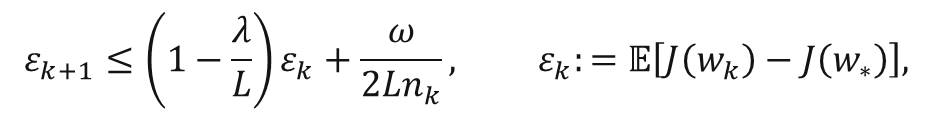 ε_{k+1} ≤ (1 − λ/L) ε_k + ω/(2Ln_k), ε_k := 𝔼[J(w_k) − J(w_*)],